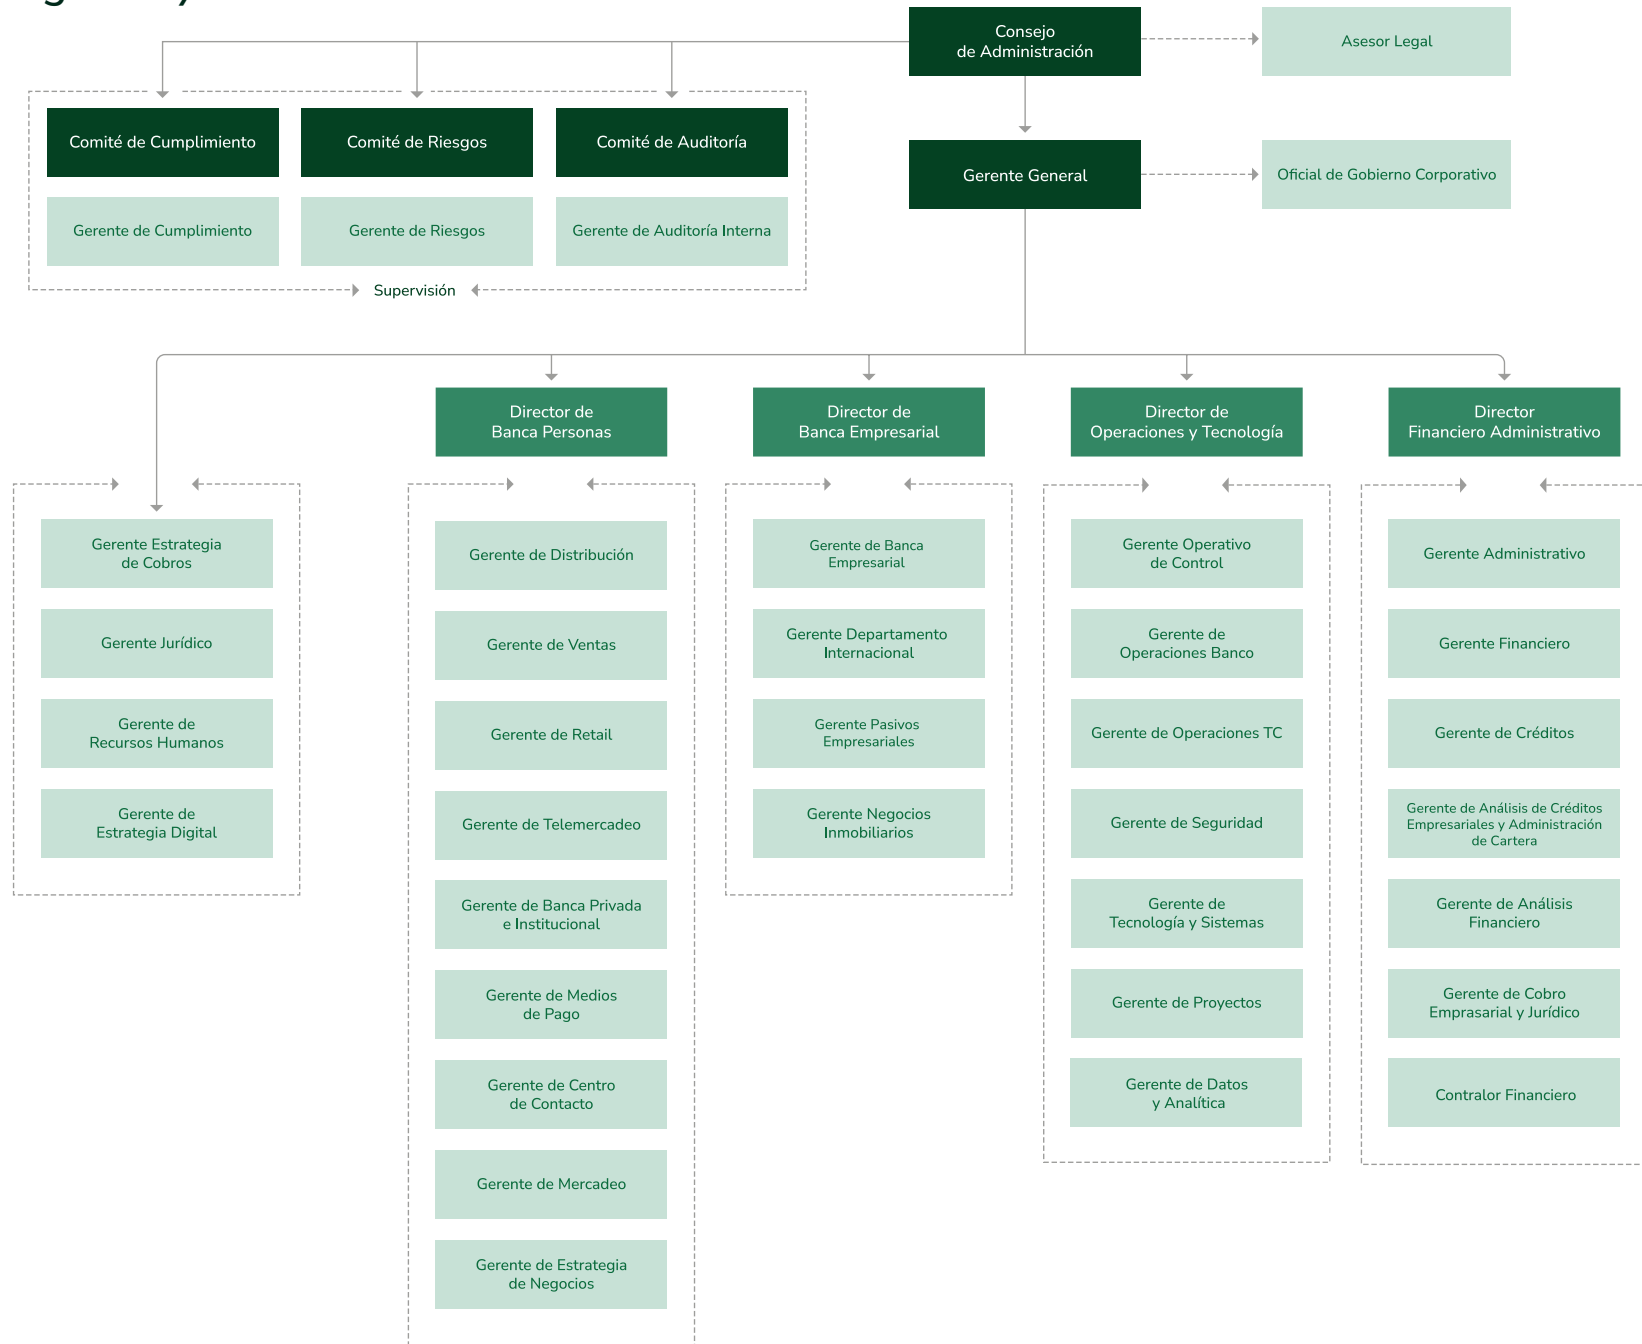 Consejo
de Administración
Asesor Legal
Comité de Cumplimiento
Comité de Riesgos
Comité de Auditoría
Gerente General
Oficial de Gobierno Corporativo
Gerente de Cumplimiento
Gerente de Riesgos
Gerente de Auditoría Interna
Supervisión
Director de
Banca Personas
Director de
Banca Empresarial
Director de
Operaciones y Tecnología
Director
Financiero Administrativo
Gerente Estrategia
de Cobros
Gerente Jurídico
Gerente de
Recursos Humanos
Gerente de
Estrategia Digital
Gerente de Distribución
Gerente de Ventas
Gerente de Retail
Gerente de Telemercadeo
Gerente de Banca Privada
e Institucional
Gerente de Medios
de Pago
Gerente de Centro
de Contacto
Gerente de Mercadeo
Gerente de Estrategia
de Negocios
Gerente de Banca
Empresarial
Gerente Departamento
Internacional
Gerente Pasivos
Empresariales
Gerente Negocios
Inmobiliarios
Gerente Operativo
de Control
Gerente de
Operaciones Banco
Gerente de Operaciones TC
Gerente de Seguridad
Gerente de
Tecnología y Sistemas
Gerente de Proyectos
Gerente de Datos
y Analítica
Gerente Administrativo
Gerente Financiero
Gerente de Créditos
Gerente de Análisis de Créditos
Empresariales y Administración
de Cartera
Gerente de Análisis
Financiero
Gerente de Cobro
Emprasarial y Jurídico
Contralor Financiero